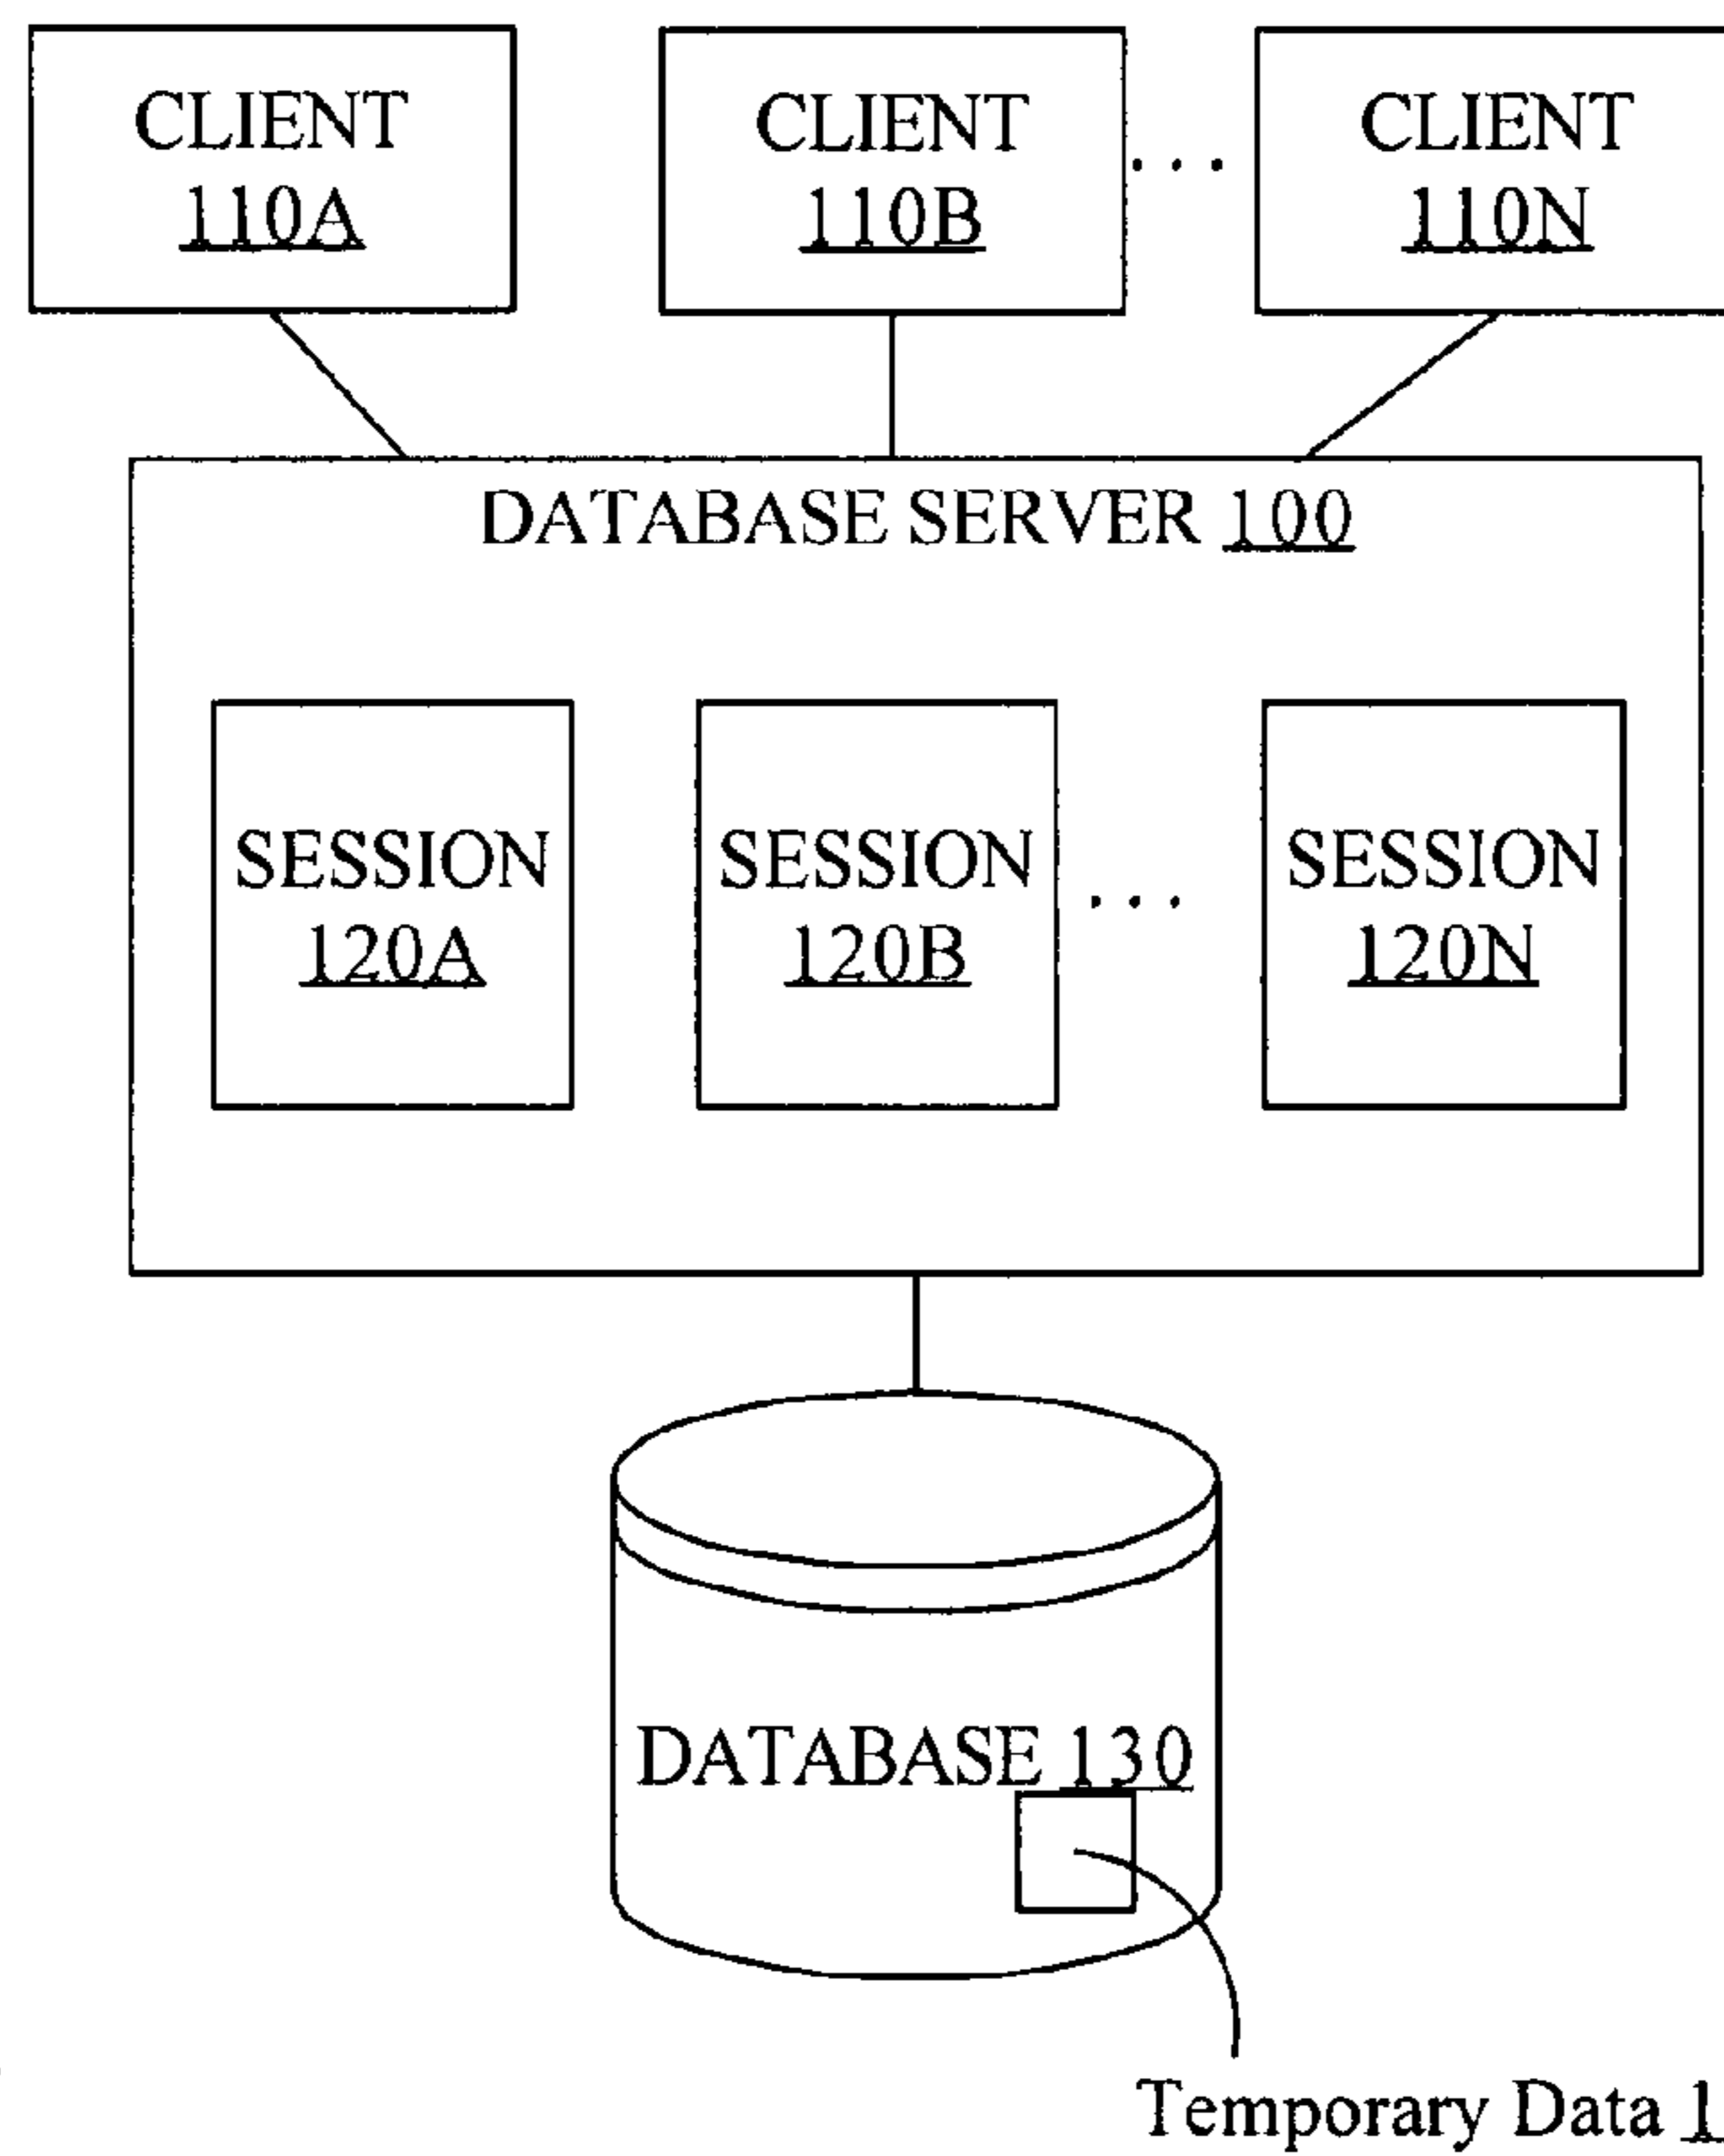 CLIENT
110A
CLIENT
110B
...
CLIENT
110N
DATABASE SERVER 100
SESSION
120A
SESSION
120B
...
SESSION
120N
DATABASE 130
Temporary Data